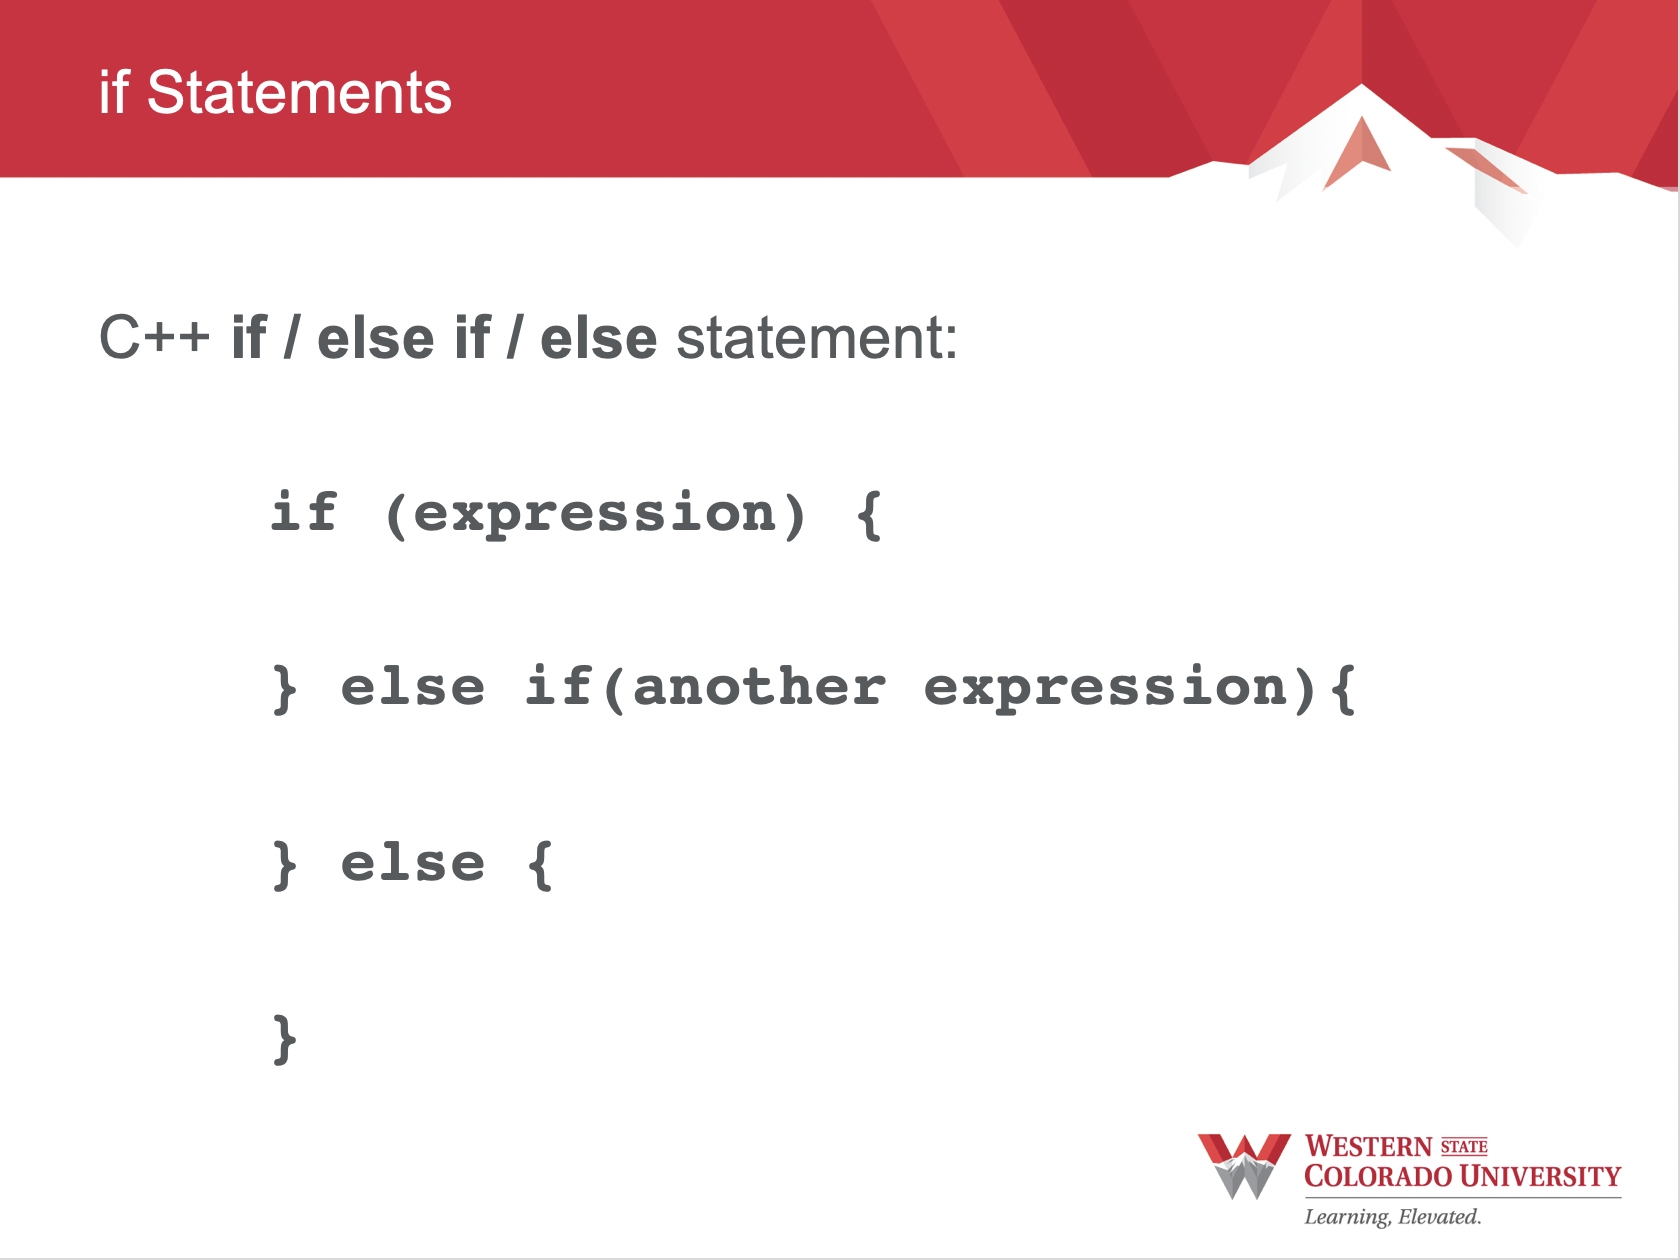 if Statements
C++ if / else if / else statement:
if (expression) {
} else if(another expression){
} else {
}
WESTERN STATE
COLORADO UNIVERSITY
Learning, Elevated.